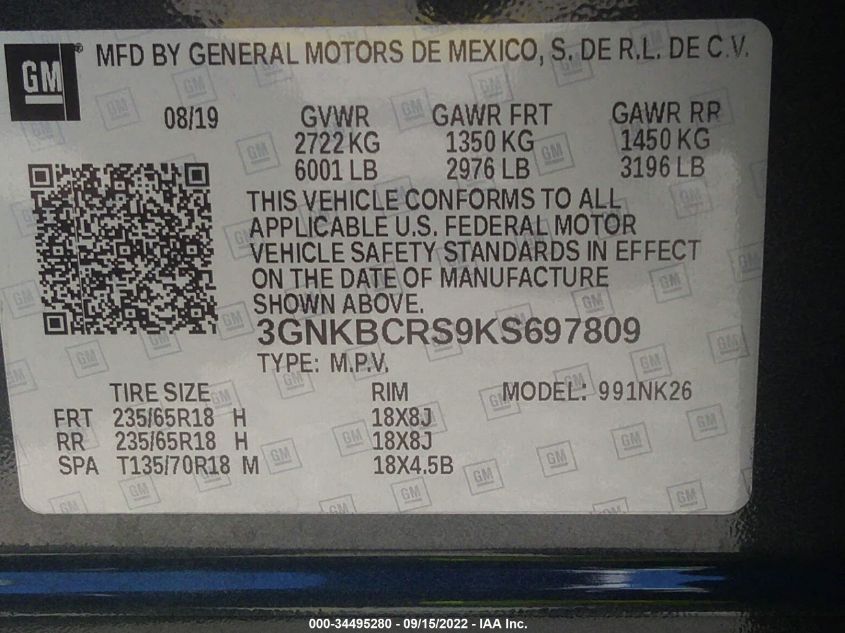 GM ® MFD BY GENERAL MOTORS DE MEXICO, S. DE R.L. DE C.V.
08/19 GVWR GAWR FRT GAWR RR
2722 KG 1350 KG 1450 KG
6001 LB 2976 LB 3196 LB
THIS VEHICLE CONFORMS TO ALL
APPLICABLE U.S. FEDERAL MOTOR
VEHICLE SAFETY STANDARDS IN EFFECT
ON THE DATE OF MANUFACTURE
SHOWN ABOVE.
3GNKBCRS9KS697809
TYPE: M.P.V.
TIRE SIZE RIM MODEL: 991NK26
FRT 235/65R18 H 18X8J
RR 235/65R18 H 18X8J
SPA T135/70R18 M 18X4.5B
000-34495280 - 09/15/2022 - IAA Inc.